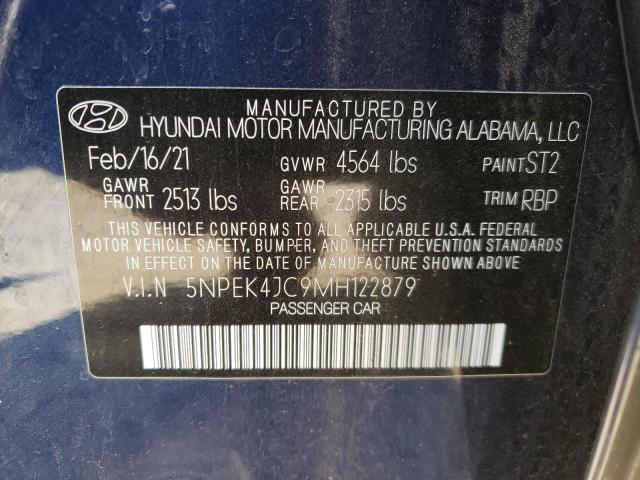 MANUFACTURED BY
HYUNDAI MOTOR MANUFACTURING ALABAMA, LLC
Feb/16/21 GVWR 4564 lbs PAINT ST2
GAWR FRONT 2513 lbs GAWR REAR 2315 lbs TRIM RBP
THIS VEHICLE CONFORMS TO ALL APPLICABLE U.S.A. FEDERAL
MOTOR VEHICLE SAFETY, BUMPER, AND THEFT PREVENTION STANDARDS
IN EFFECT ON THE DATE OF MANUFACTURE SHOWN ABOVE.
V.I.N 5NPEK4JC9MH122879
PASSENGER CAR